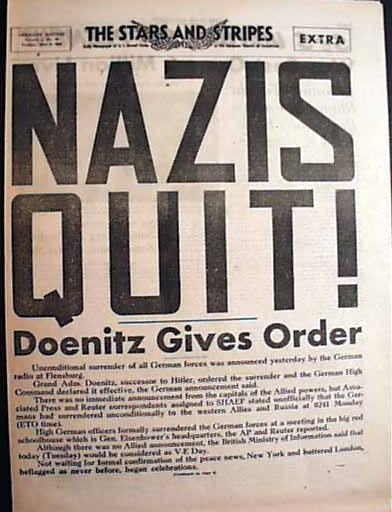 GERMANY EDITION
THE STARS AND STRIPES
EXTRA
NAZIS
QUIT!
Doenitz Gives Order
Unconditional surrender of all German forces was announced yesterday by the German
radio at Flensburg.
Grand Adm. Doenitz, successor to Hitler, ordered the surrender and the German High
Command declared it effective, the German announcement said.
There was no immediate announcement from the capitals of the Allied powers, but Asso-
ciated Press and Reuter correspondents assigned to SHAEF stated unofficially that the Ger-
mans had surrendered unconditionally to the western Allies and Russia at 0241 Monday
(ETO time).
High German officers formally surrendered the German forces at a meeting in the big red
schoolhouse which is Gen. Eisenhower's headquarters, the AP and Reuter reported.
Although there was no Allied announcement, the British Ministry of Information said that
today (Tuesday) would be considered as V-E Day.
Not waiting for formal confirmation of the peace news, New York and battered London,
beflagged as never before, began celebrations.